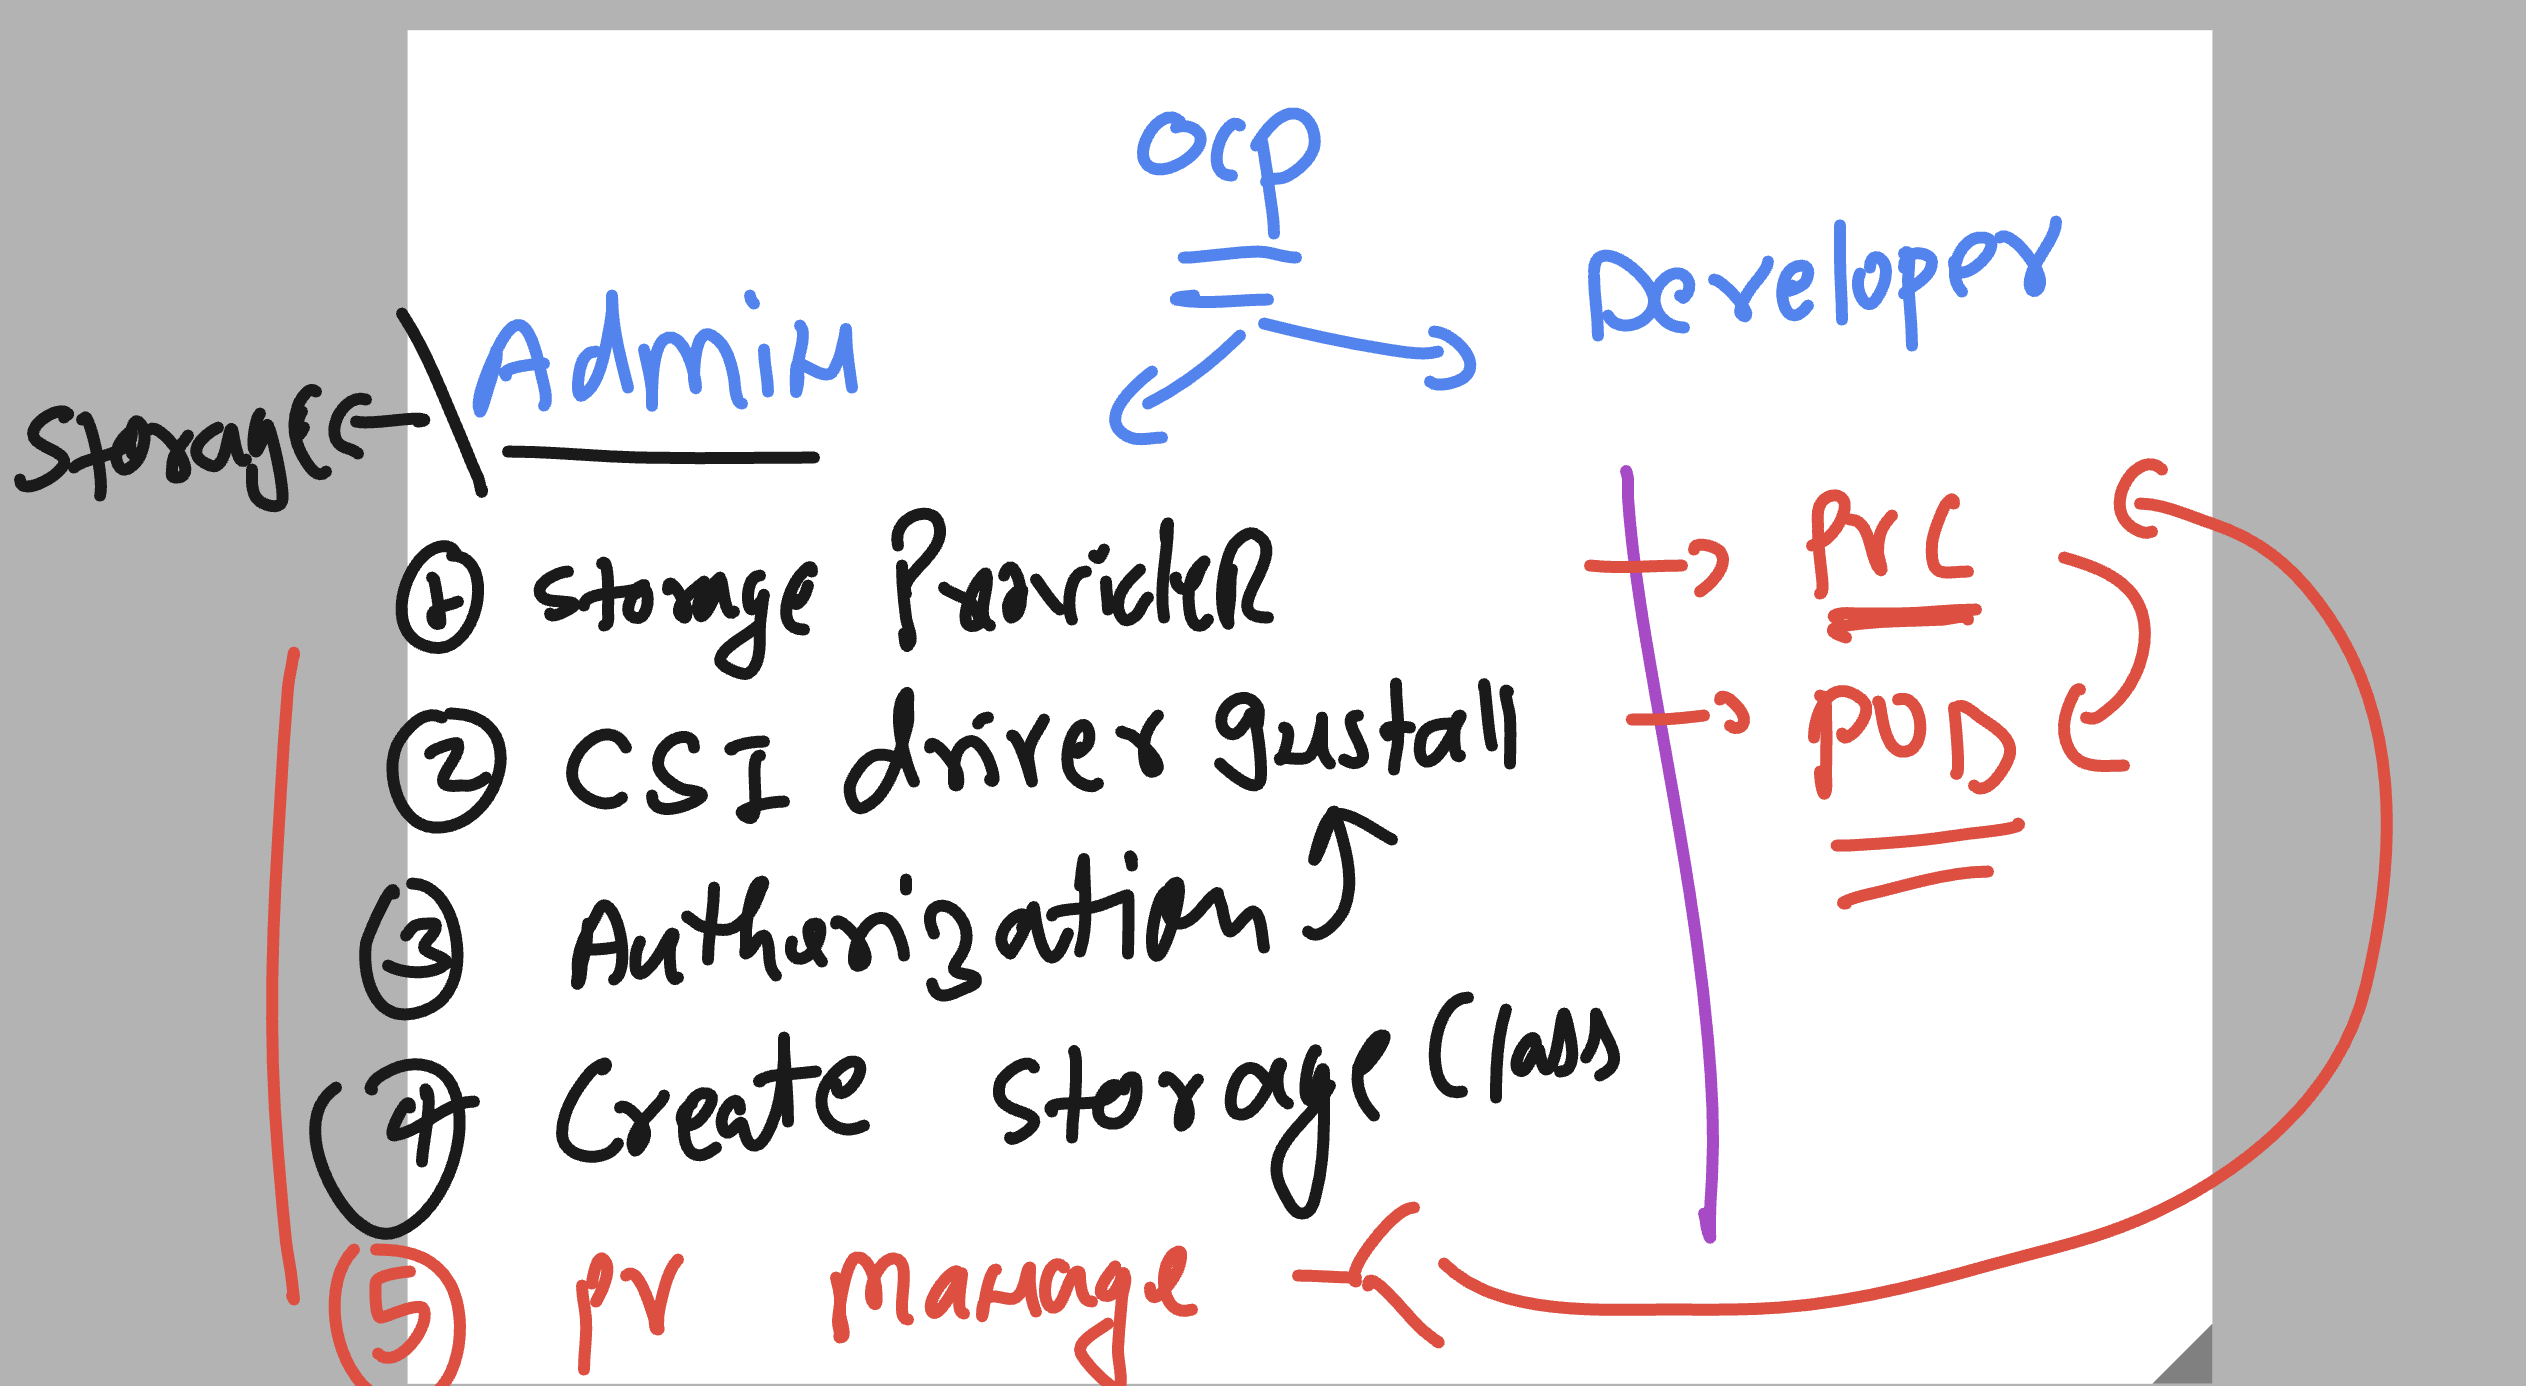 OCP
Developer
Admin
Storage
① Storage Provider
② CSI driver install
③ Authorization
④ Create Storage Class
⑤ PV Manage
PVC
POD